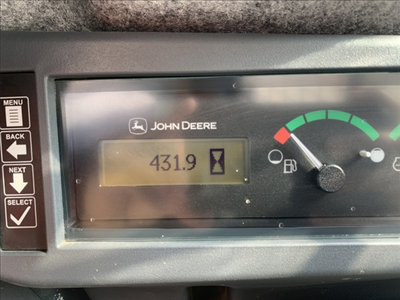 MENU
BACK
NEXT
SELECT
JOHN DEERE
431.9